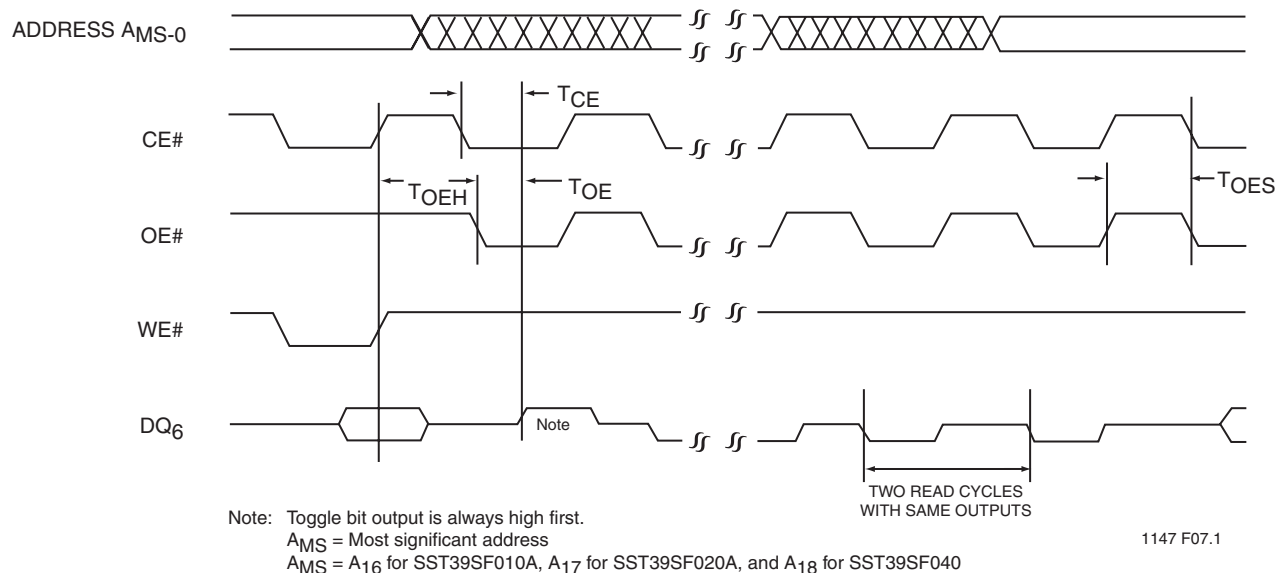 ADDRESS AMS-0
TCE
CE#
TOEH
TOE
TOES
OE#
WE#
DQ6
Note
TWO READ CYCLES
WITH SAME OUTPUTS
Note: Toggle bit output is always high first.
AMS = Most significant address
1147 F07.1
AMS = A16 for SST39SF010A, A17 for SST39SF020A, and A18 for SST39SF040